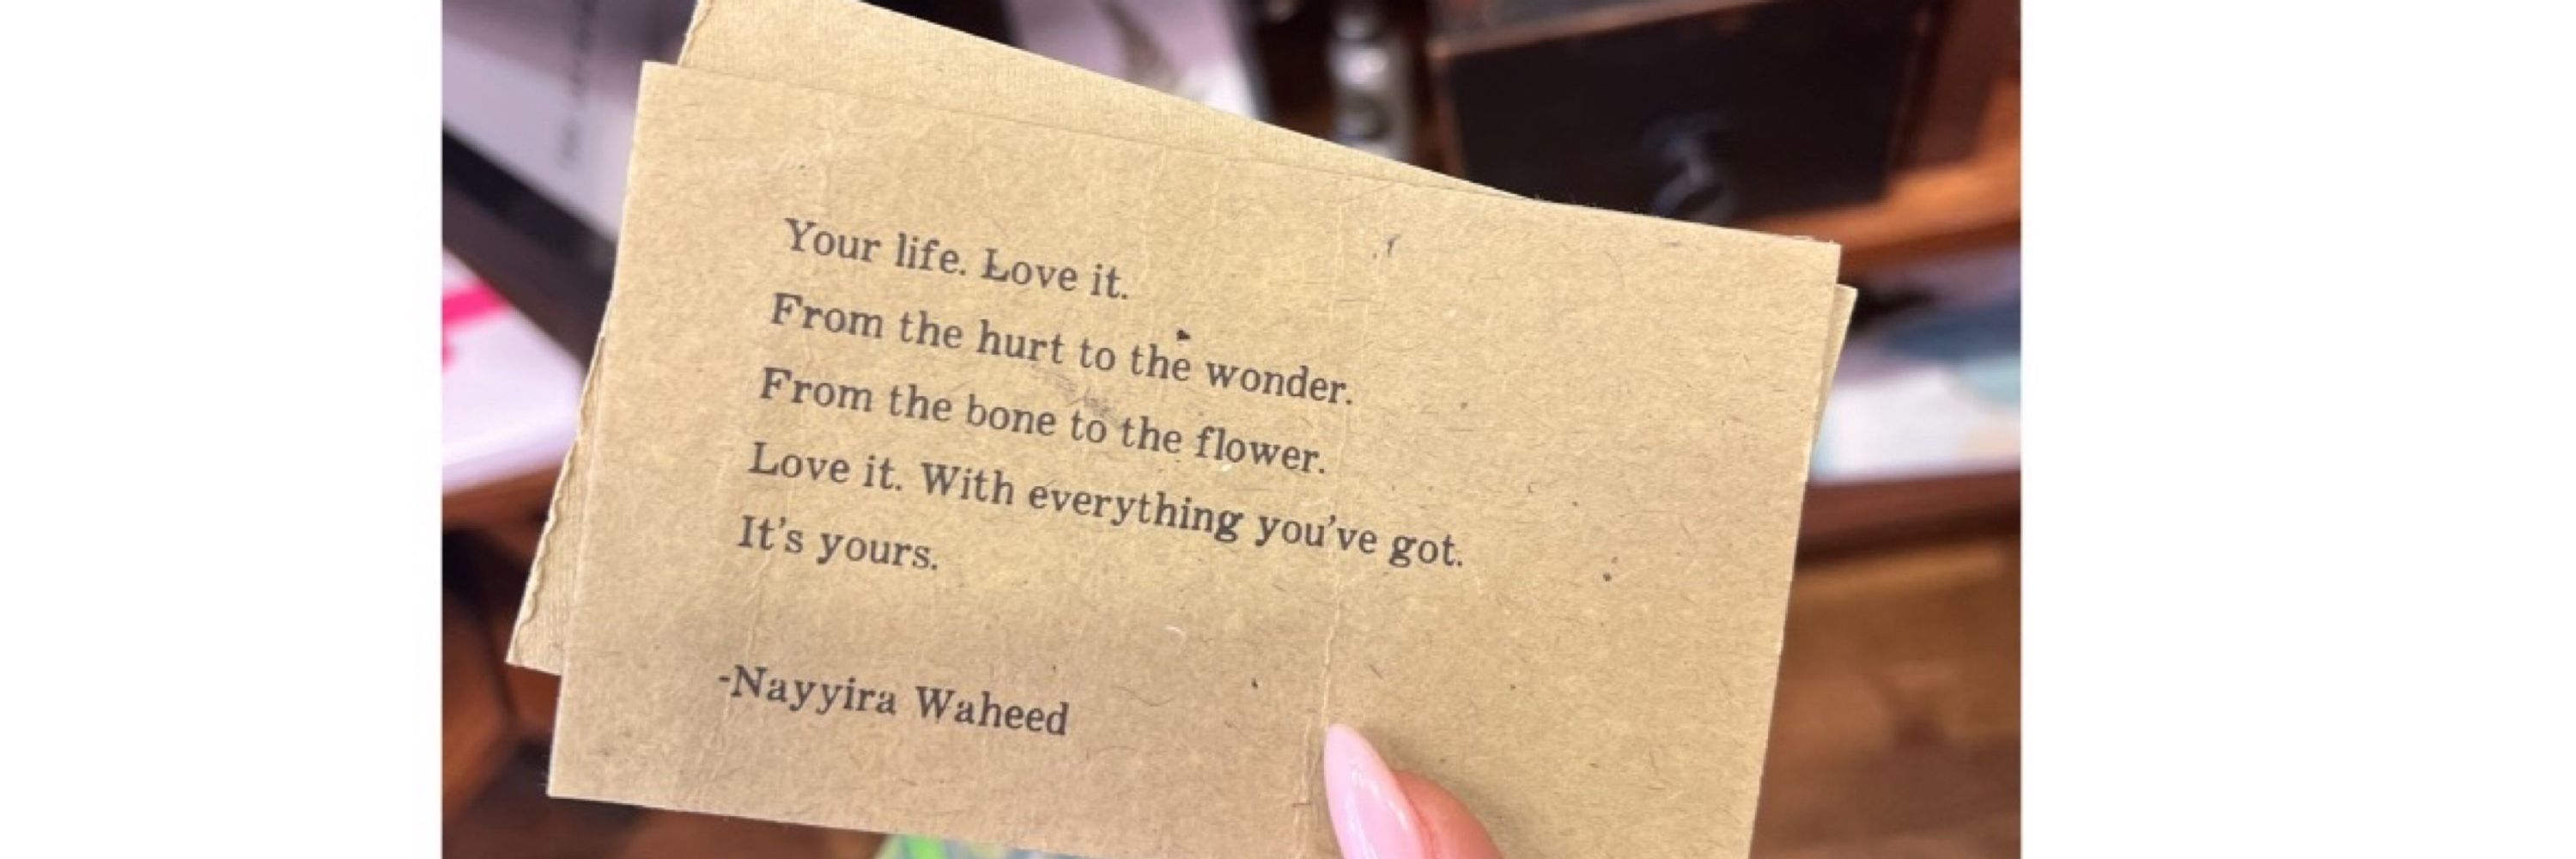 Your life. Love it.
From the hurt to the wonder.
From the bone to the flower.
Love it. With everything you've got.
It's yours.
-Nayyira Waheed